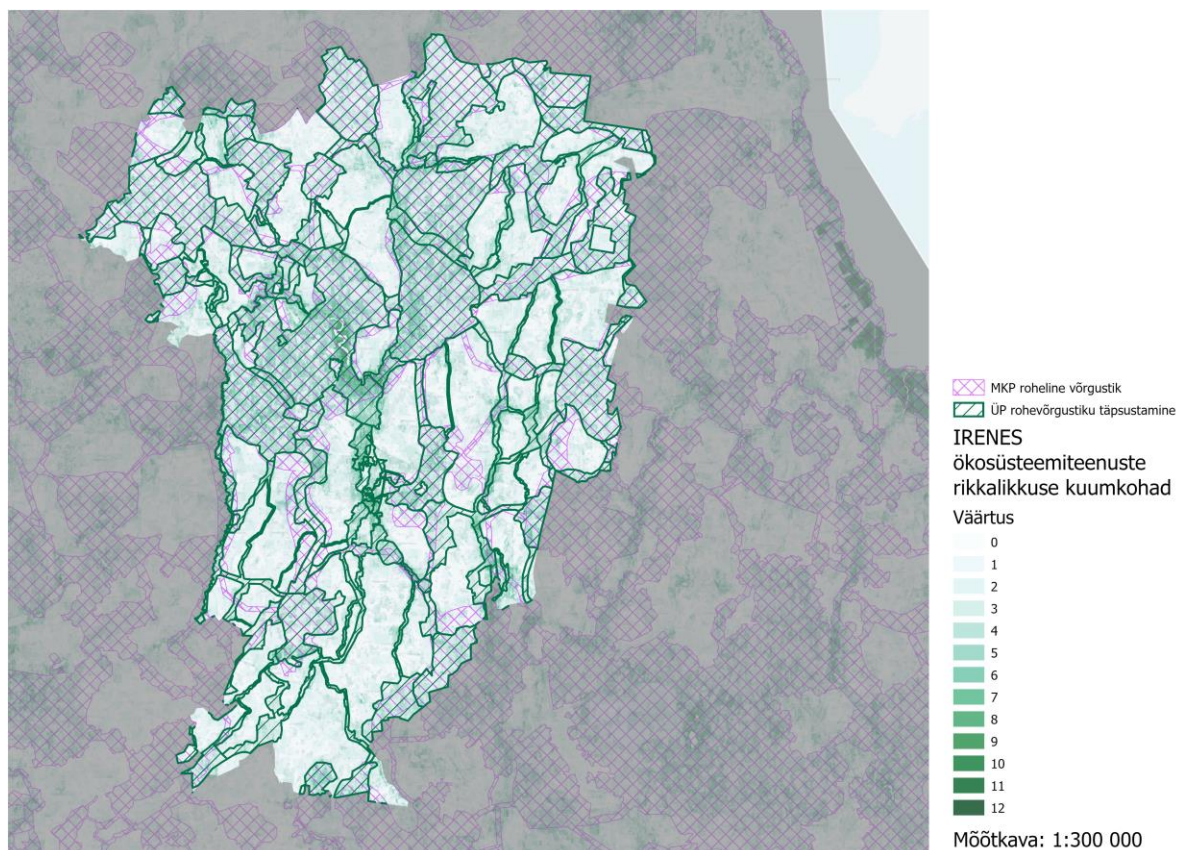 MKP roheline võrgustik
ÜP rohevõrgustiku täpsustamine
IRENES
ökosüsteemiteenuste
rikkalikkuse kuumkohad
Väärtus
0
1
2
3
4
5
6
7
8
9
10
11
12
Mõõtkava: 1:300 000